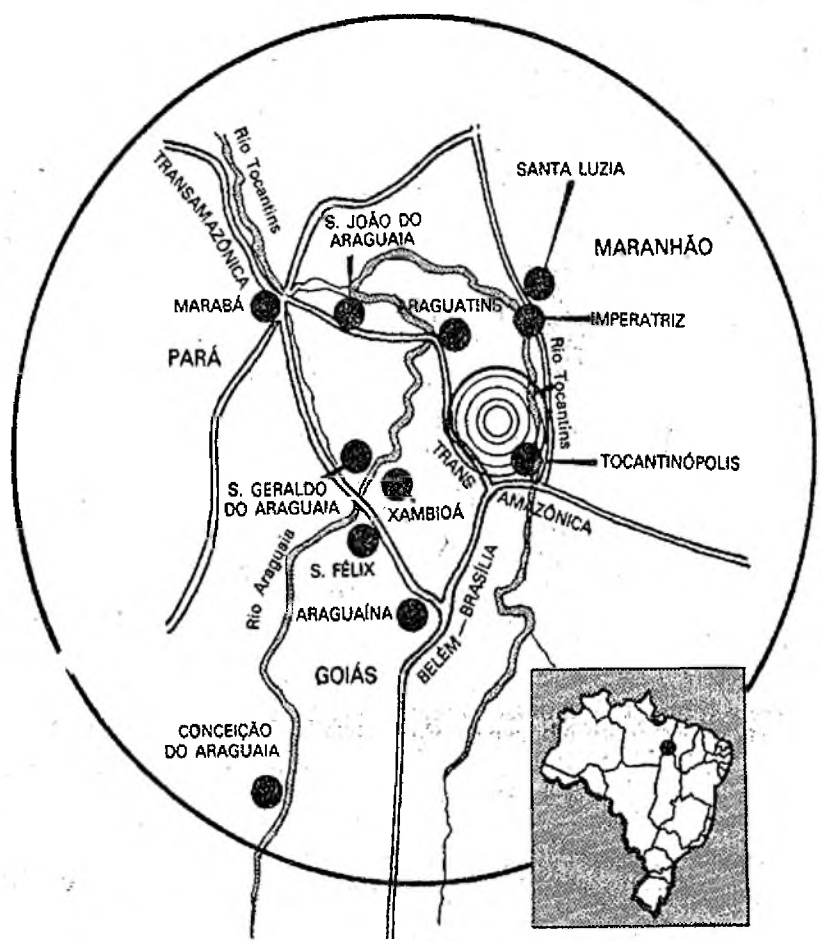 Rio Tocantins
TRANSAMAZÔNICA
SANTA LUZIA
S. JOÃO DO
ARAGUAIA
MARANHÃO
MARABÁ
ARAGUATINS
IMPERATRIZ
PARÁ
Rio Tocantins
TRANS
AMAZÔNICA
TOCANTINÓPOLIS
S. GERALDO
DO ARAGUAIA
XAMBIOÁ
Rio Araguaia
S. FÉLIX
ARAGUAÍNA
BELÉM — BRASÍLIA
GOIÁS
CONCEIÇÃO
DO ARAGUAIA